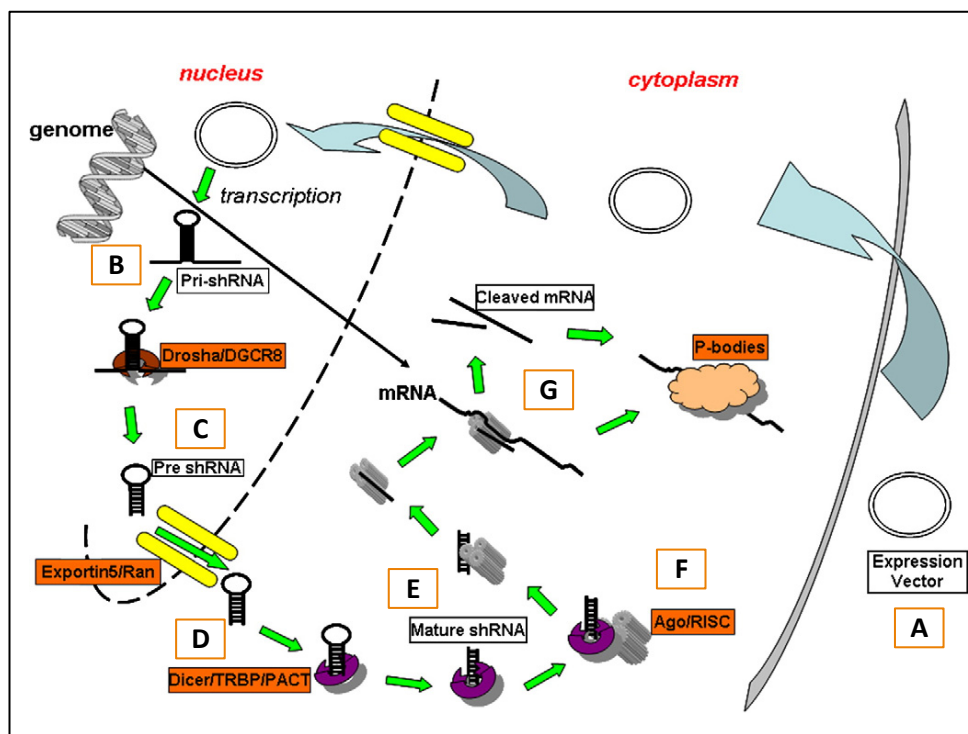 nucleus
cytoplasm
genome
transcription
B
Pri-shRNA
Cleaved mRNA
Drosha/DGCR8
P-bodies
mRNA
G
C
Pre shRNA
Exportin5/Ran
Expression
Vector
A
E
F
D
Mature shRNA
Ago/RISC
Dicer/TRBP/PACT